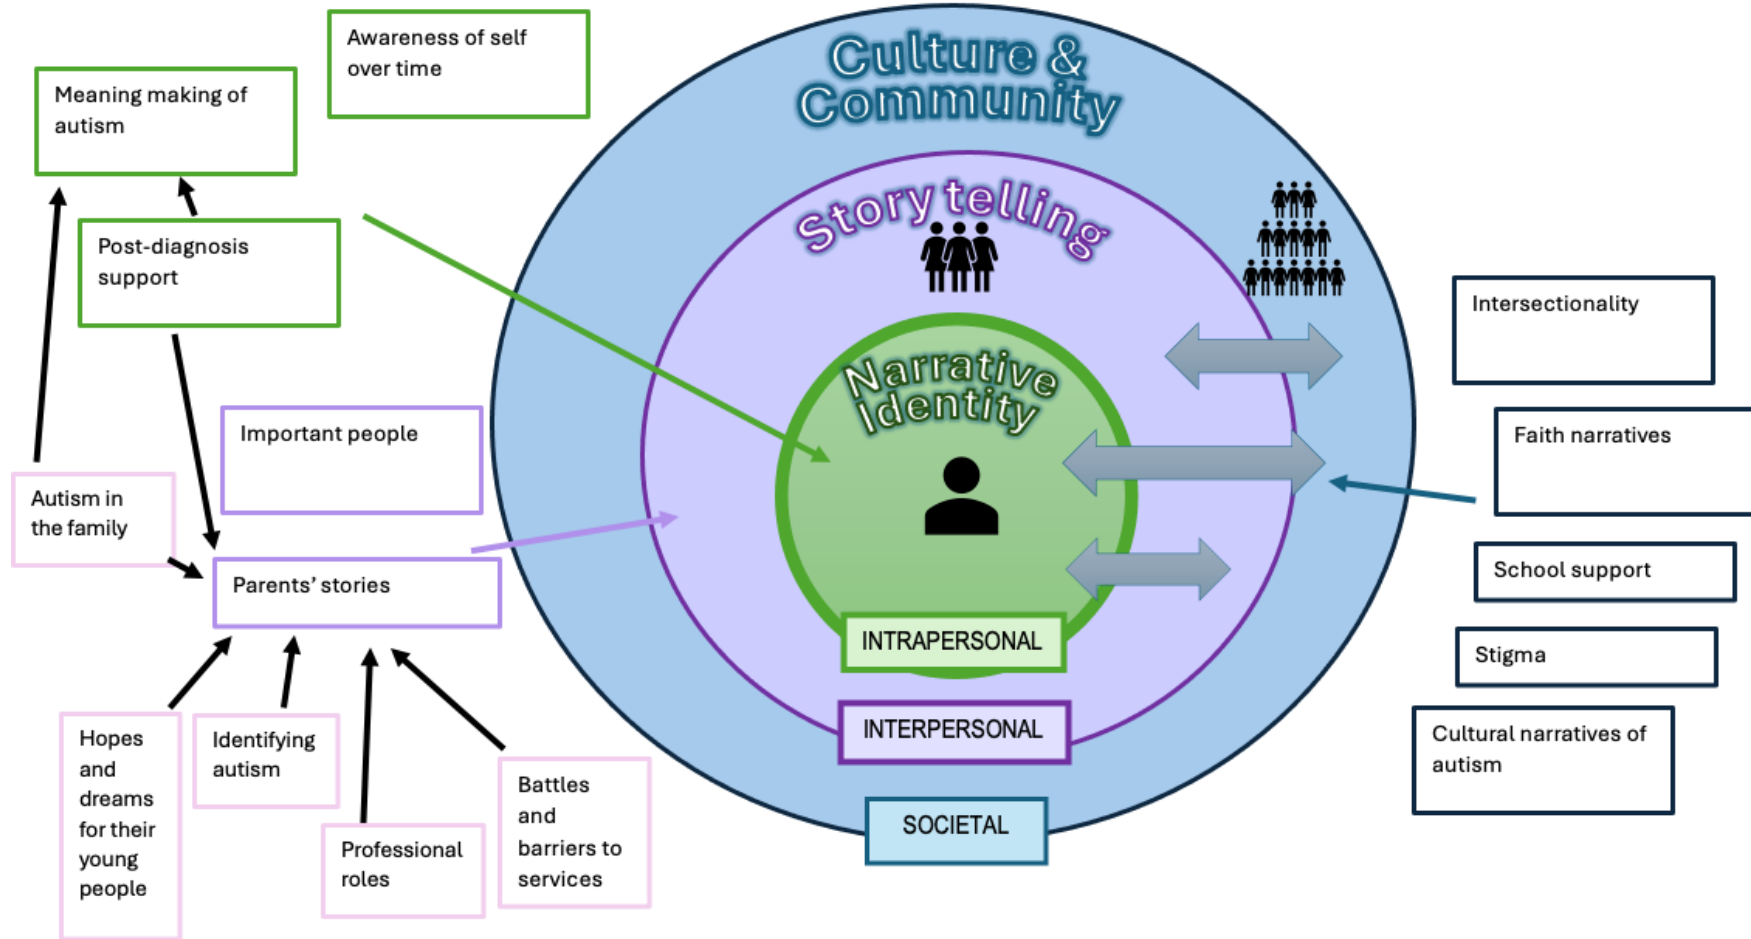 Awareness of self
over time
Meaning making of
autism
Post-diagnosis
support
Important people
Autism in
the family
Parents’ stories
Hopes
and
dreams
for their
young
people
Identifying
autism
Professional
roles
Battles
and
barriers to
services
Culture &
Community
Story telling
Narrative
Identity
INTRAPERSONAL
INTERPERSONAL
SOCIETAL
Intersectionality
Faith narratives
School support
Stigma
Cultural narratives of
autism